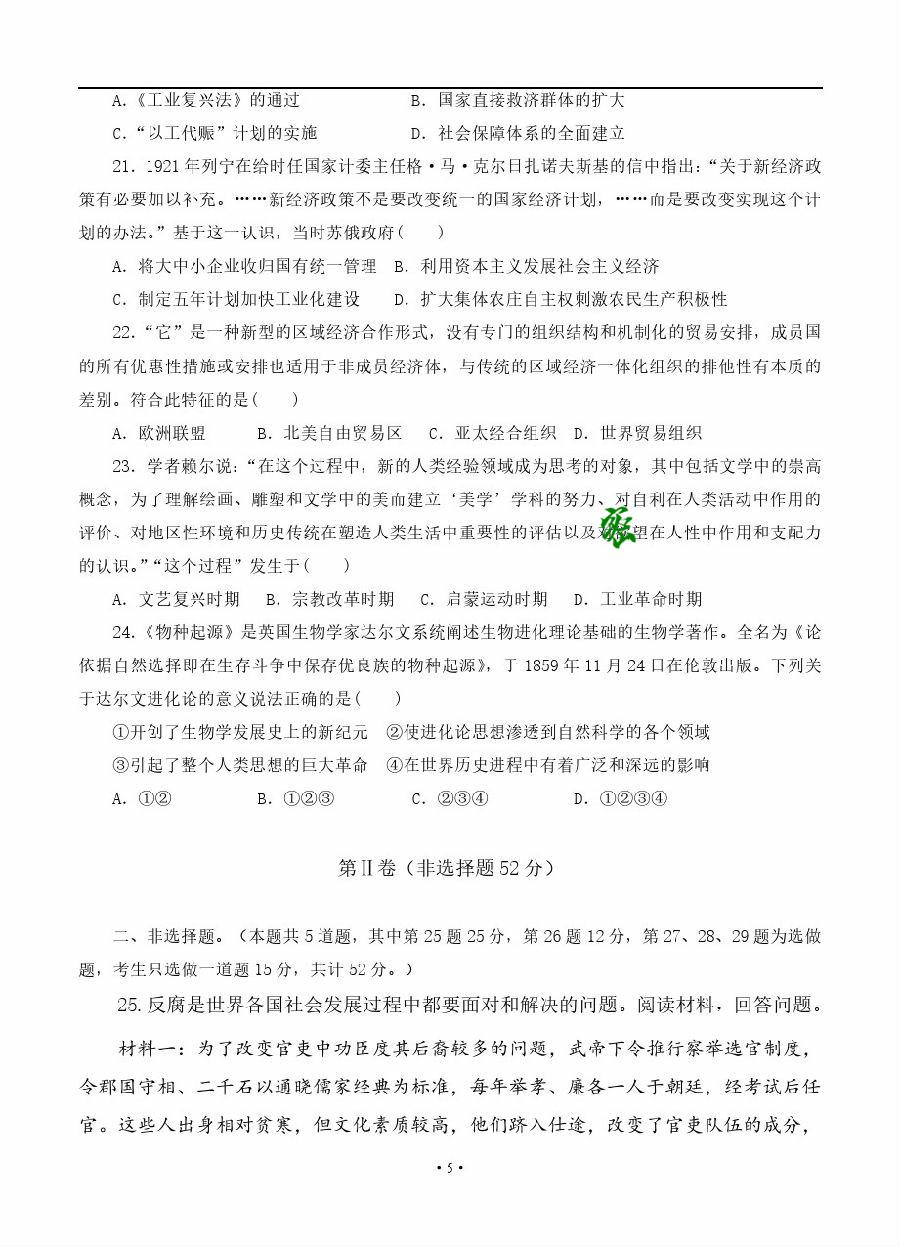 A.《工业复兴法》的通过 B. 国家直接救济群体的扩大
C.“以工代赈”计划的实施 D. 社会保障体系的全面建立
21.1921年列宁在给时任国家计委主任格·马·克尔日扎诺夫斯基的信中指出:“关于新经济政
策有必要加以补充。……新经济政策不是要改变统一的国家经济计划,……而是要改变实现这个计
划的办法。”基于这一认识,当时苏俄政府( )
A. 将大中小企业收归国有统一管理 B. 利用资本主义发展社会主义经济
C. 制定五年计划加快工业化建设 D. 扩大集体农庄自主权刺激农民生产积极性
22.“它”是一种新型的区域经济合作形式,没有专门的组织结构和机制化的贸易安排,成员国
的所有优惠性措施或安排也适用于非成员经济体,与传统的区域经济一体化组织的排他性有本质的
差别。符合此特征的是( )
A. 欧洲联盟 B. 北美自由贸易区 C. 亚太经合组织 D. 世界贸易组织
23. 学者赖尔说:“在这个过程中,新的人类经验领域成为思考的对象,其中包括文学中的崇高
概念,为了理解绘画、雕塑和文学中的美而建立‘美学’学科的努力、对自利在人类活动中作用的
评价、对地区性环境和历史传统在塑造人类生活中重要性的评估以及对 望在人性中作用和支配力
的认识。”“这个过程”发生于( )
A. 文艺复兴时期 B. 宗教改革时期 C. 启蒙运动时期 D. 工业革命时期
24.《物种起源》是英国生物学家达尔文系统阐述生物进化理论基础的生物学著作。全名为《论
依据自然选择即在生存斗争中保存优良族的物种起源》,于1859年11月24日在伦敦出版。下列关
于达尔文进化论的意义说法正确的是( )
①开创了生物学发展史上的新纪元 ②使进化论思想渗透到自然科学的各个领域
③引起了整个人类思想的巨大革命 ④在世界历史进程中有着广泛和深远的影响
A. ①② B. ①②③ C. ②③④ D. ①②③④
第Ⅱ卷(非选择题52分)
二、非选择题。(本题共5道题,其中第25题25分,第26题12分,第27、28、29题为选做
题,考生只选做一道题15分,共计52分。)
25.反腐是世界各国社会发展过程中都要面对和解决的问题。阅读材料,回答问题。
材料一:为了改变官吏中功臣度其后裔较多的问题,武帝下令推行察举选官制度,
令郡国守相、二千石以通晓儒家经典为标准,每年举孝、廉各一人于朝廷,经考试后任
官。这些人出身相对贫寒,但文化素质较高,他们跻入仕途,改变了官吏队伍的成分,
·5·